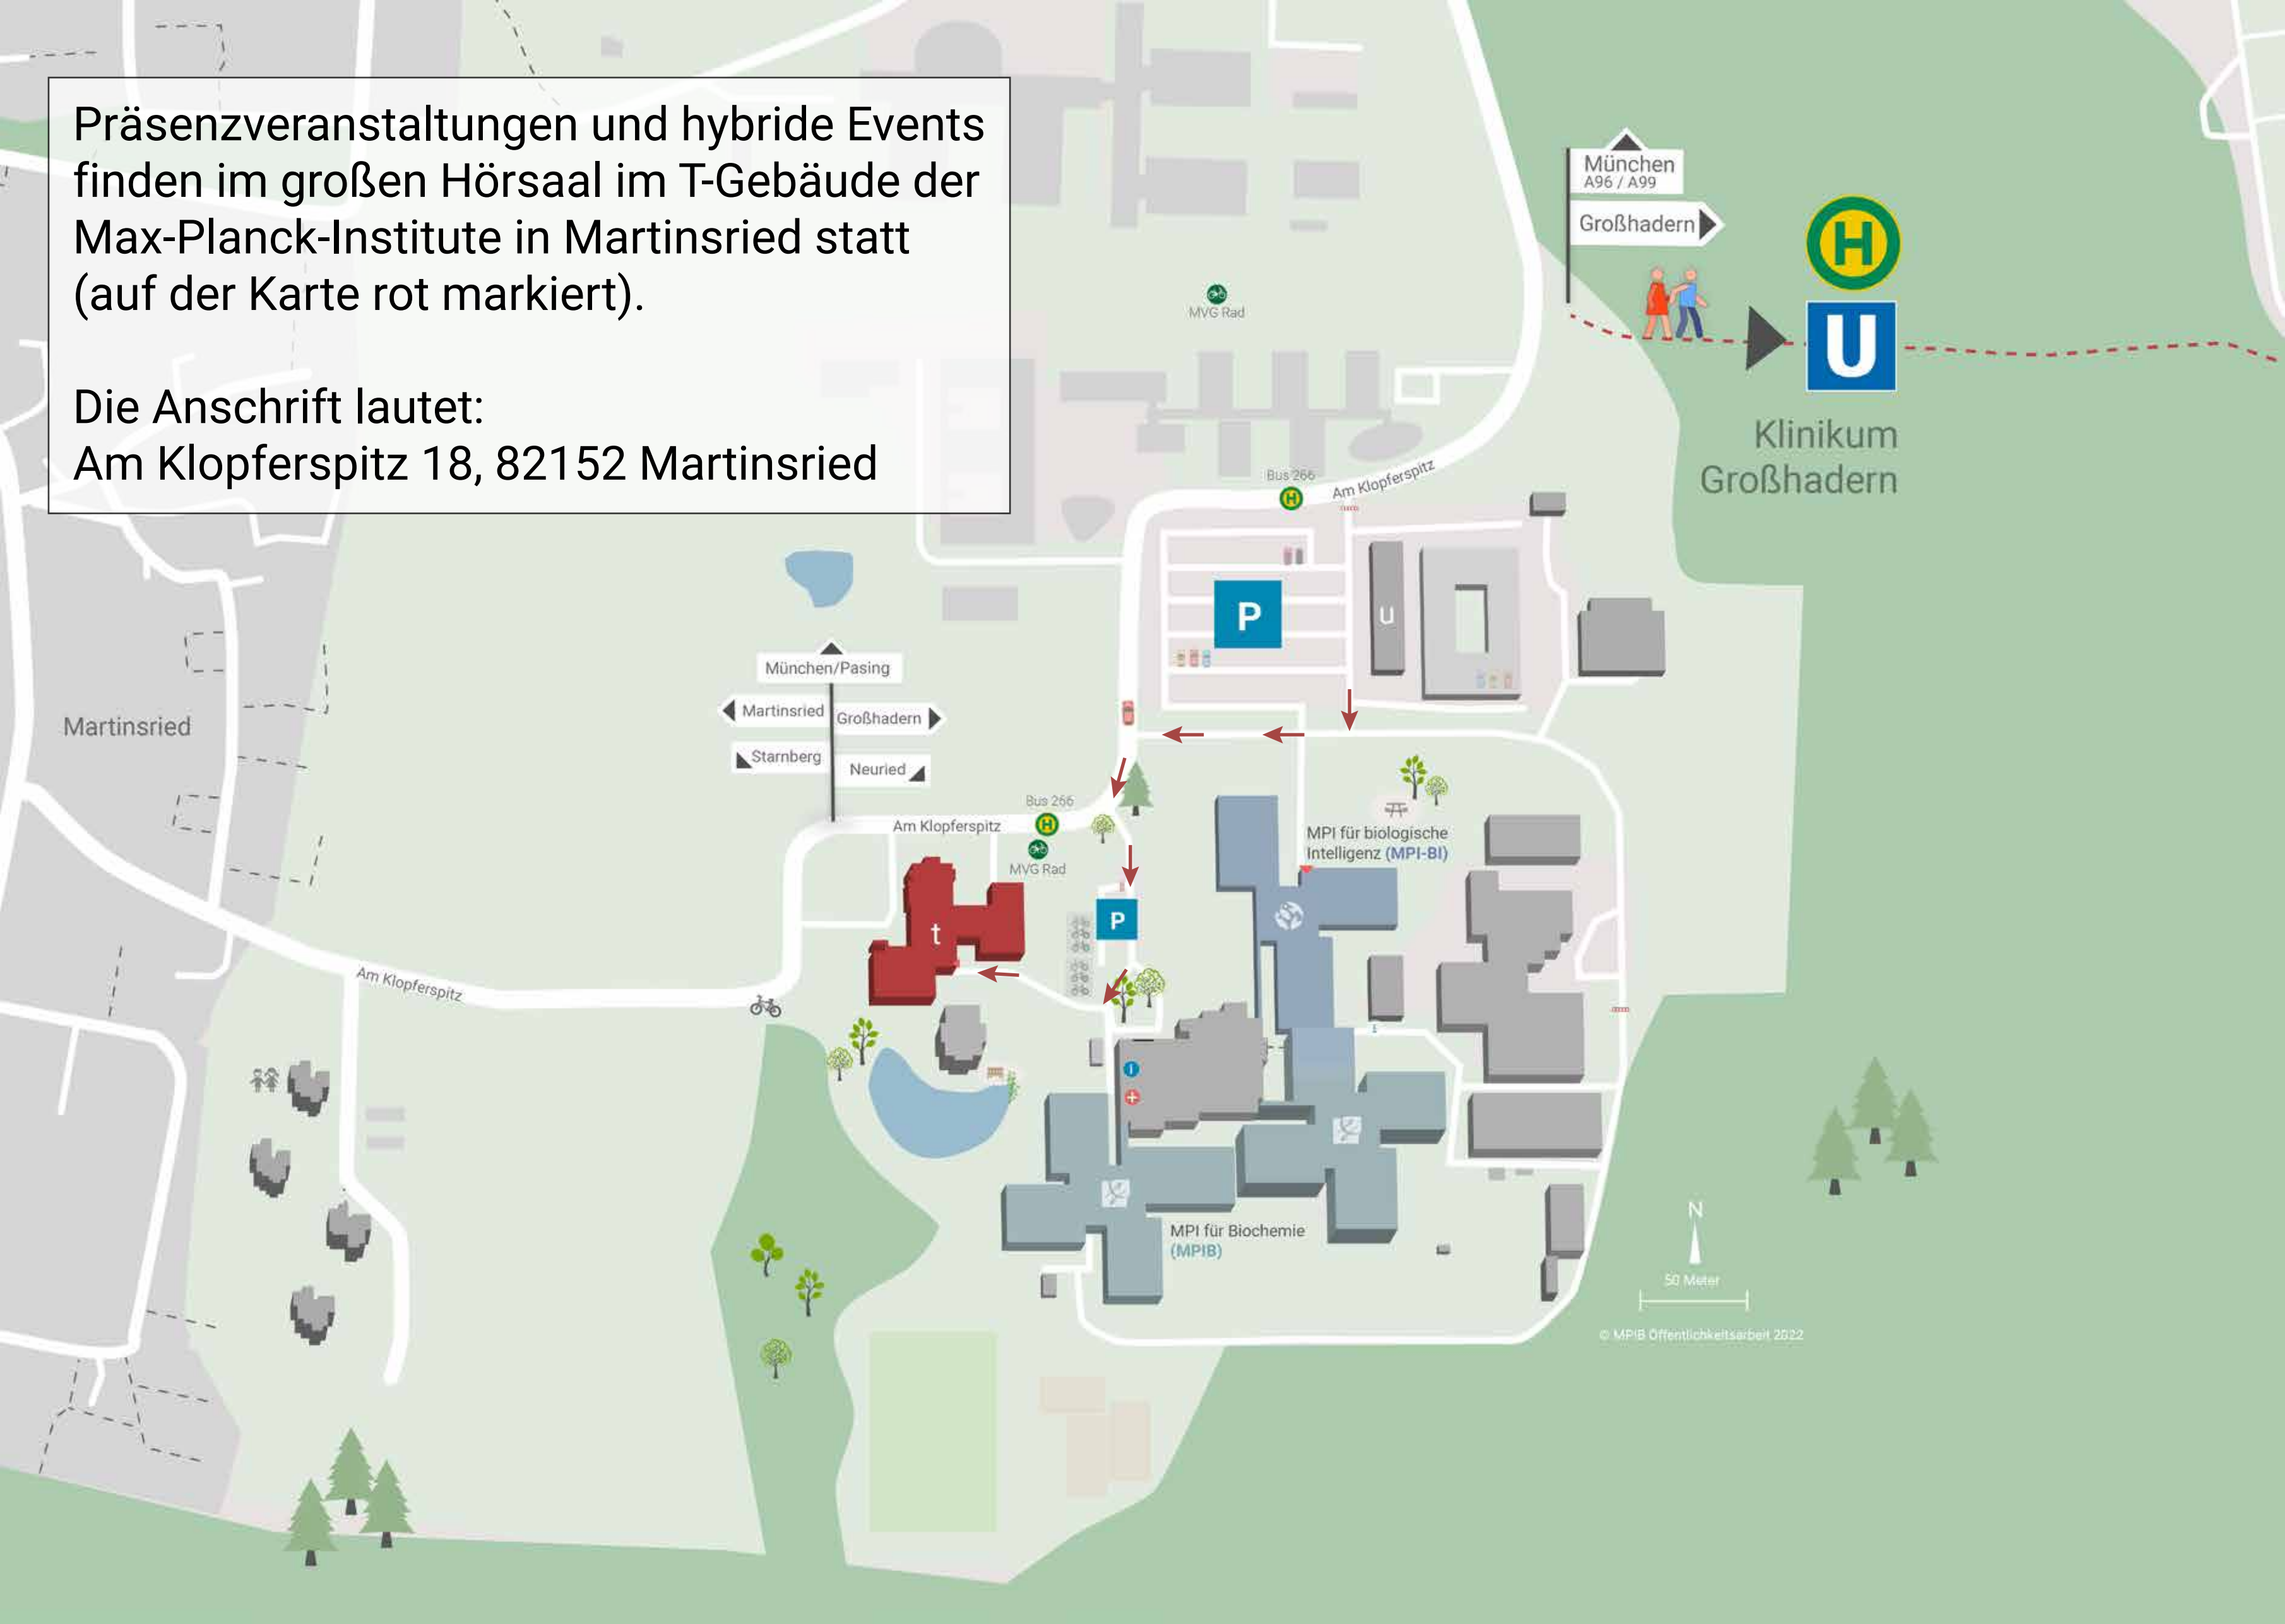 Präsenzveranstaltungen und hybride Events
finden im großen Hörsaal im T-Gebäude der
Max-Planck-Institute in Martinsried statt
(auf der Karte rot markiert).
Die Anschrift lautet:
Am Klopferspitz 18, 82152 Martinsried
München
A96 / A99
Großhadern
H
U
Klinikum
Großhadern
MVG Rad
Bus 266
H
Am Klopferspitz
P
U
München/Pasing
Martinsried
Großhadern
Starnberg
Neuried
Martinsried
Bus 266
Am Klopferspitz
H
MVG Rad
MPI für biologische
Intelligenz (MPI-BI)
t
P
Am Klopferspitz
i
i
MPI für Biochemie
(MPIB)
N
50 Meter
© MPIB Öffentlichkeitsarbeit 2022